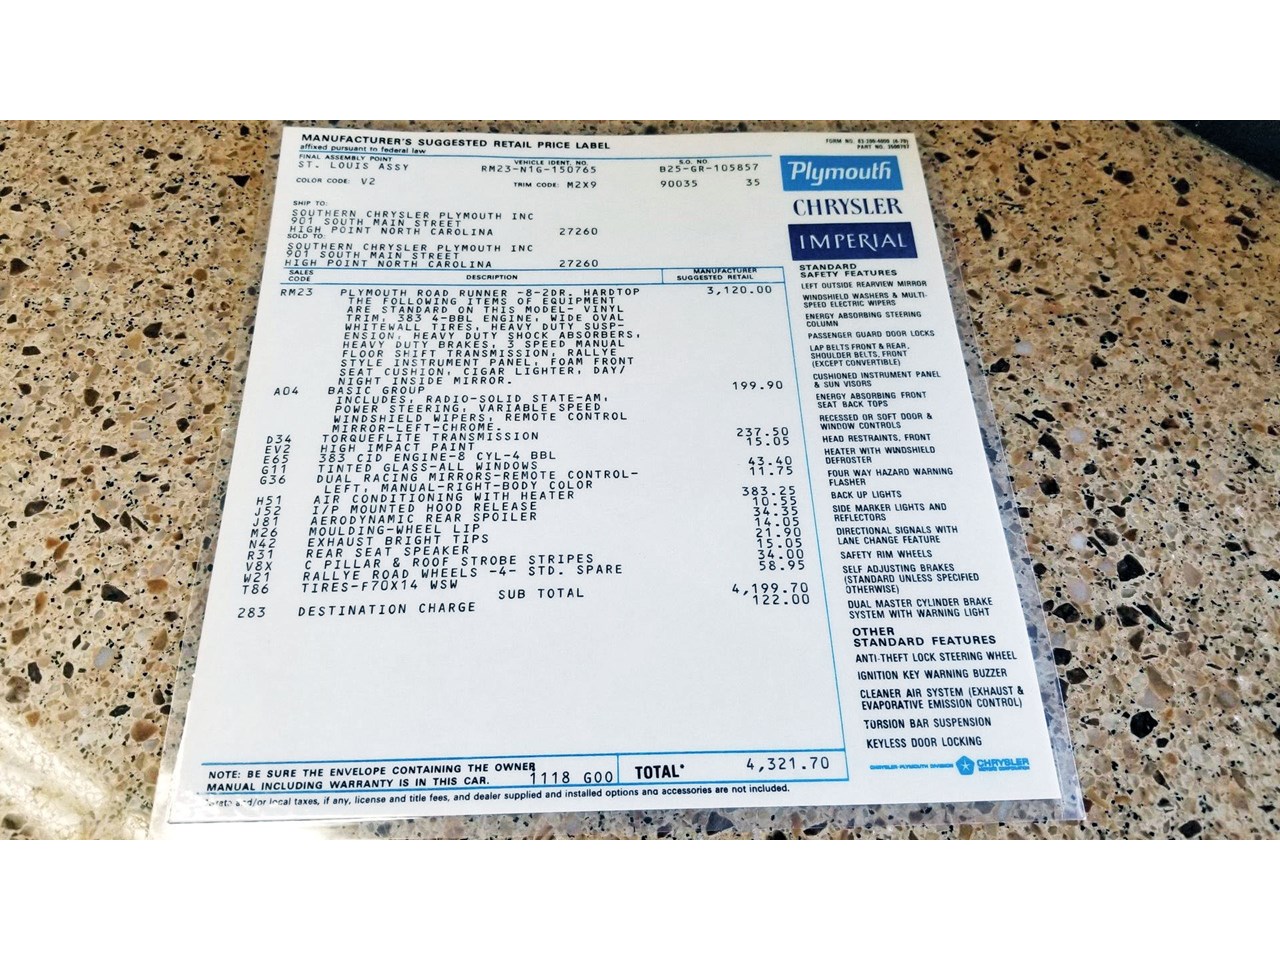 MANUFACTURER'S SUGGESTED RETAIL PRICE LABEL
affixed pursuant to federal law
FORM NO. 83-206-4009 (8-70)
PART NO. 3500767
FINAL ASSEMBLY POINT
ST. LOUIS ASSY
VEHICLE IDENT. NO.
RM23-N1G-150765
S.O. NO.
B25-GR-105857
COLOR CODE: V2
TRIM CODE: M2X9
90035 35
SHIP TO:
SOUTHERN CHRYSLER PLYMOUTH INC
901 SOUTH MAIN STREET
HIGH POINT NORTH CAROLINA 27260
SOLD TO:
SOUTHERN CHRYSLER PLYMOUTH INC
901 SOUTH MAIN STREET
HIGH POINT NORTH CAROLINA 27260
SALES CODE DESCRIPTION MANUFACTURER SUGGESTED RETAIL
RM23 PLYMOUTH ROAD RUNNER -8-2DR. HARDTOP 3,120.00
THE FOLLOWING ITEMS OF EQUIPMENT
ARE STANDARD ON THIS MODEL- VINYL
TRIM, 383 4-BBL ENGINE, WIDE OVAL
WHITEWALL TIRES, HEAVY DUTY SUSP-
ENSION, HEAVY DUTY SHOCK ABSORBERS,
HEAVY DUTY BRAKES, 3 SPEED MANUAL
FLOOR SHIFT TRANSMISSION, RALLYE
STYLE INSTRUMENT PANEL, FOAM FRONT
SEAT CUSHION, CIGAR LIGHTER, DAY/
NIGHT INSIDE MIRROR.
A04 BASIC GROUP 199.90
INCLUDES, RADIO-SOLID STATE-AM,
POWER STEERING, VARIABLE SPEED
WINDSHIELD WIPERS, REMOTE CONTROL
MIRROR-LEFT-CHROME.
D34 TORQUEFLITE TRANSMISSION 237.50
EV2 HIGH IMPACT PAINT 15.05
E65 383 CID ENGINE-8 CYL-4 BBL
G11 TINTED GLASS-ALL WINDOWS 43.40
G36 DUAL RACING MIRRORS-REMOTE CONTROL- 11.75
LEFT, MANUAL-RIGHT-BODY COLOR
H51 AIR CONDITIONING WITH HEATER 383.25
J52 I/P MOUNTED HOOD RELEASE 10.55
J81 AERODYNAMIC REAR SPOILER 34.35
M26 MOULDING-WHEEL LIP 14.05
N42 EXHAUST BRIGHT TIPS 21.90
R31 REAR SEAT SPEAKER 15.05
V8X C PILLAR & ROOF STROBE STRIPES 34.00
W21 RALLYE ROAD WHEELS -4- STD. SPARE 58.95
T86 TIRES-F70X14 WSW
SUB TOTAL 4,199.70
283 DESTINATION CHARGE 122.00
NOTE: BE SURE THE ENVELOPE CONTAINING THE OWNER
MANUAL INCLUDING WARRANTY IS IN THIS CAR.
1118 G00
TOTAL* 4,321.70
state and/or local taxes, if any, license and title fees, and dealer supplied and installed options and accessories are not included.
Plymouth
CHRYSLER
IMPERIAL
STANDARD
SAFETY FEATURES
LEFT OUTSIDE REARVIEW MIRROR
WINDSHIELD WASHERS & MULTI-
SPEED ELECTRIC WIPERS
ENERGY ABSORBING STEERING
COLUMN
PASSENGER GUARD DOOR LOCKS
LAP BELTS FRONT & REAR,
SHOULDER BELTS, FRONT
(EXCEPT CONVERTIBLE)
CUSHIONED INSTRUMENT PANEL
& SUN VISORS
ENERGY ABSORBING FRONT
SEAT BACK TOPS
RECESSED OR SOFT DOOR &
WINDOW CONTROLS
HEAD RESTRAINTS, FRONT
HEATER WITH WINDSHIELD
DEFROSTER
FOUR WAY HAZARD WARNING
FLASHER
BACK UP LIGHTS
SIDE MARKER LIGHTS AND
REFLECTORS
DIRECTIONAL SIGNALS WITH
LANE CHANGE FEATURE
SAFETY RIM WHEELS
SELF ADJUSTING BRAKES
(STANDARD UNLESS SPECIFIED
OTHERWISE)
DUAL MASTER CYLINDER BRAKE
SYSTEM WITH WARNING LIGHT
OTHER
STANDARD FEATURES
ANTI-THEFT LOCK STEERING WHEEL
IGNITION KEY WARNING BUZZER
CLEANER AIR SYSTEM (EXHAUST &
EVAPORATIVE EMISSION CONTROL)
TORSION BAR SUSPENSION
KEYLESS DOOR LOCKING
CHRYSLER-PLYMOUTH DIVISION CHRYSLER
MOTORS CORPORATION